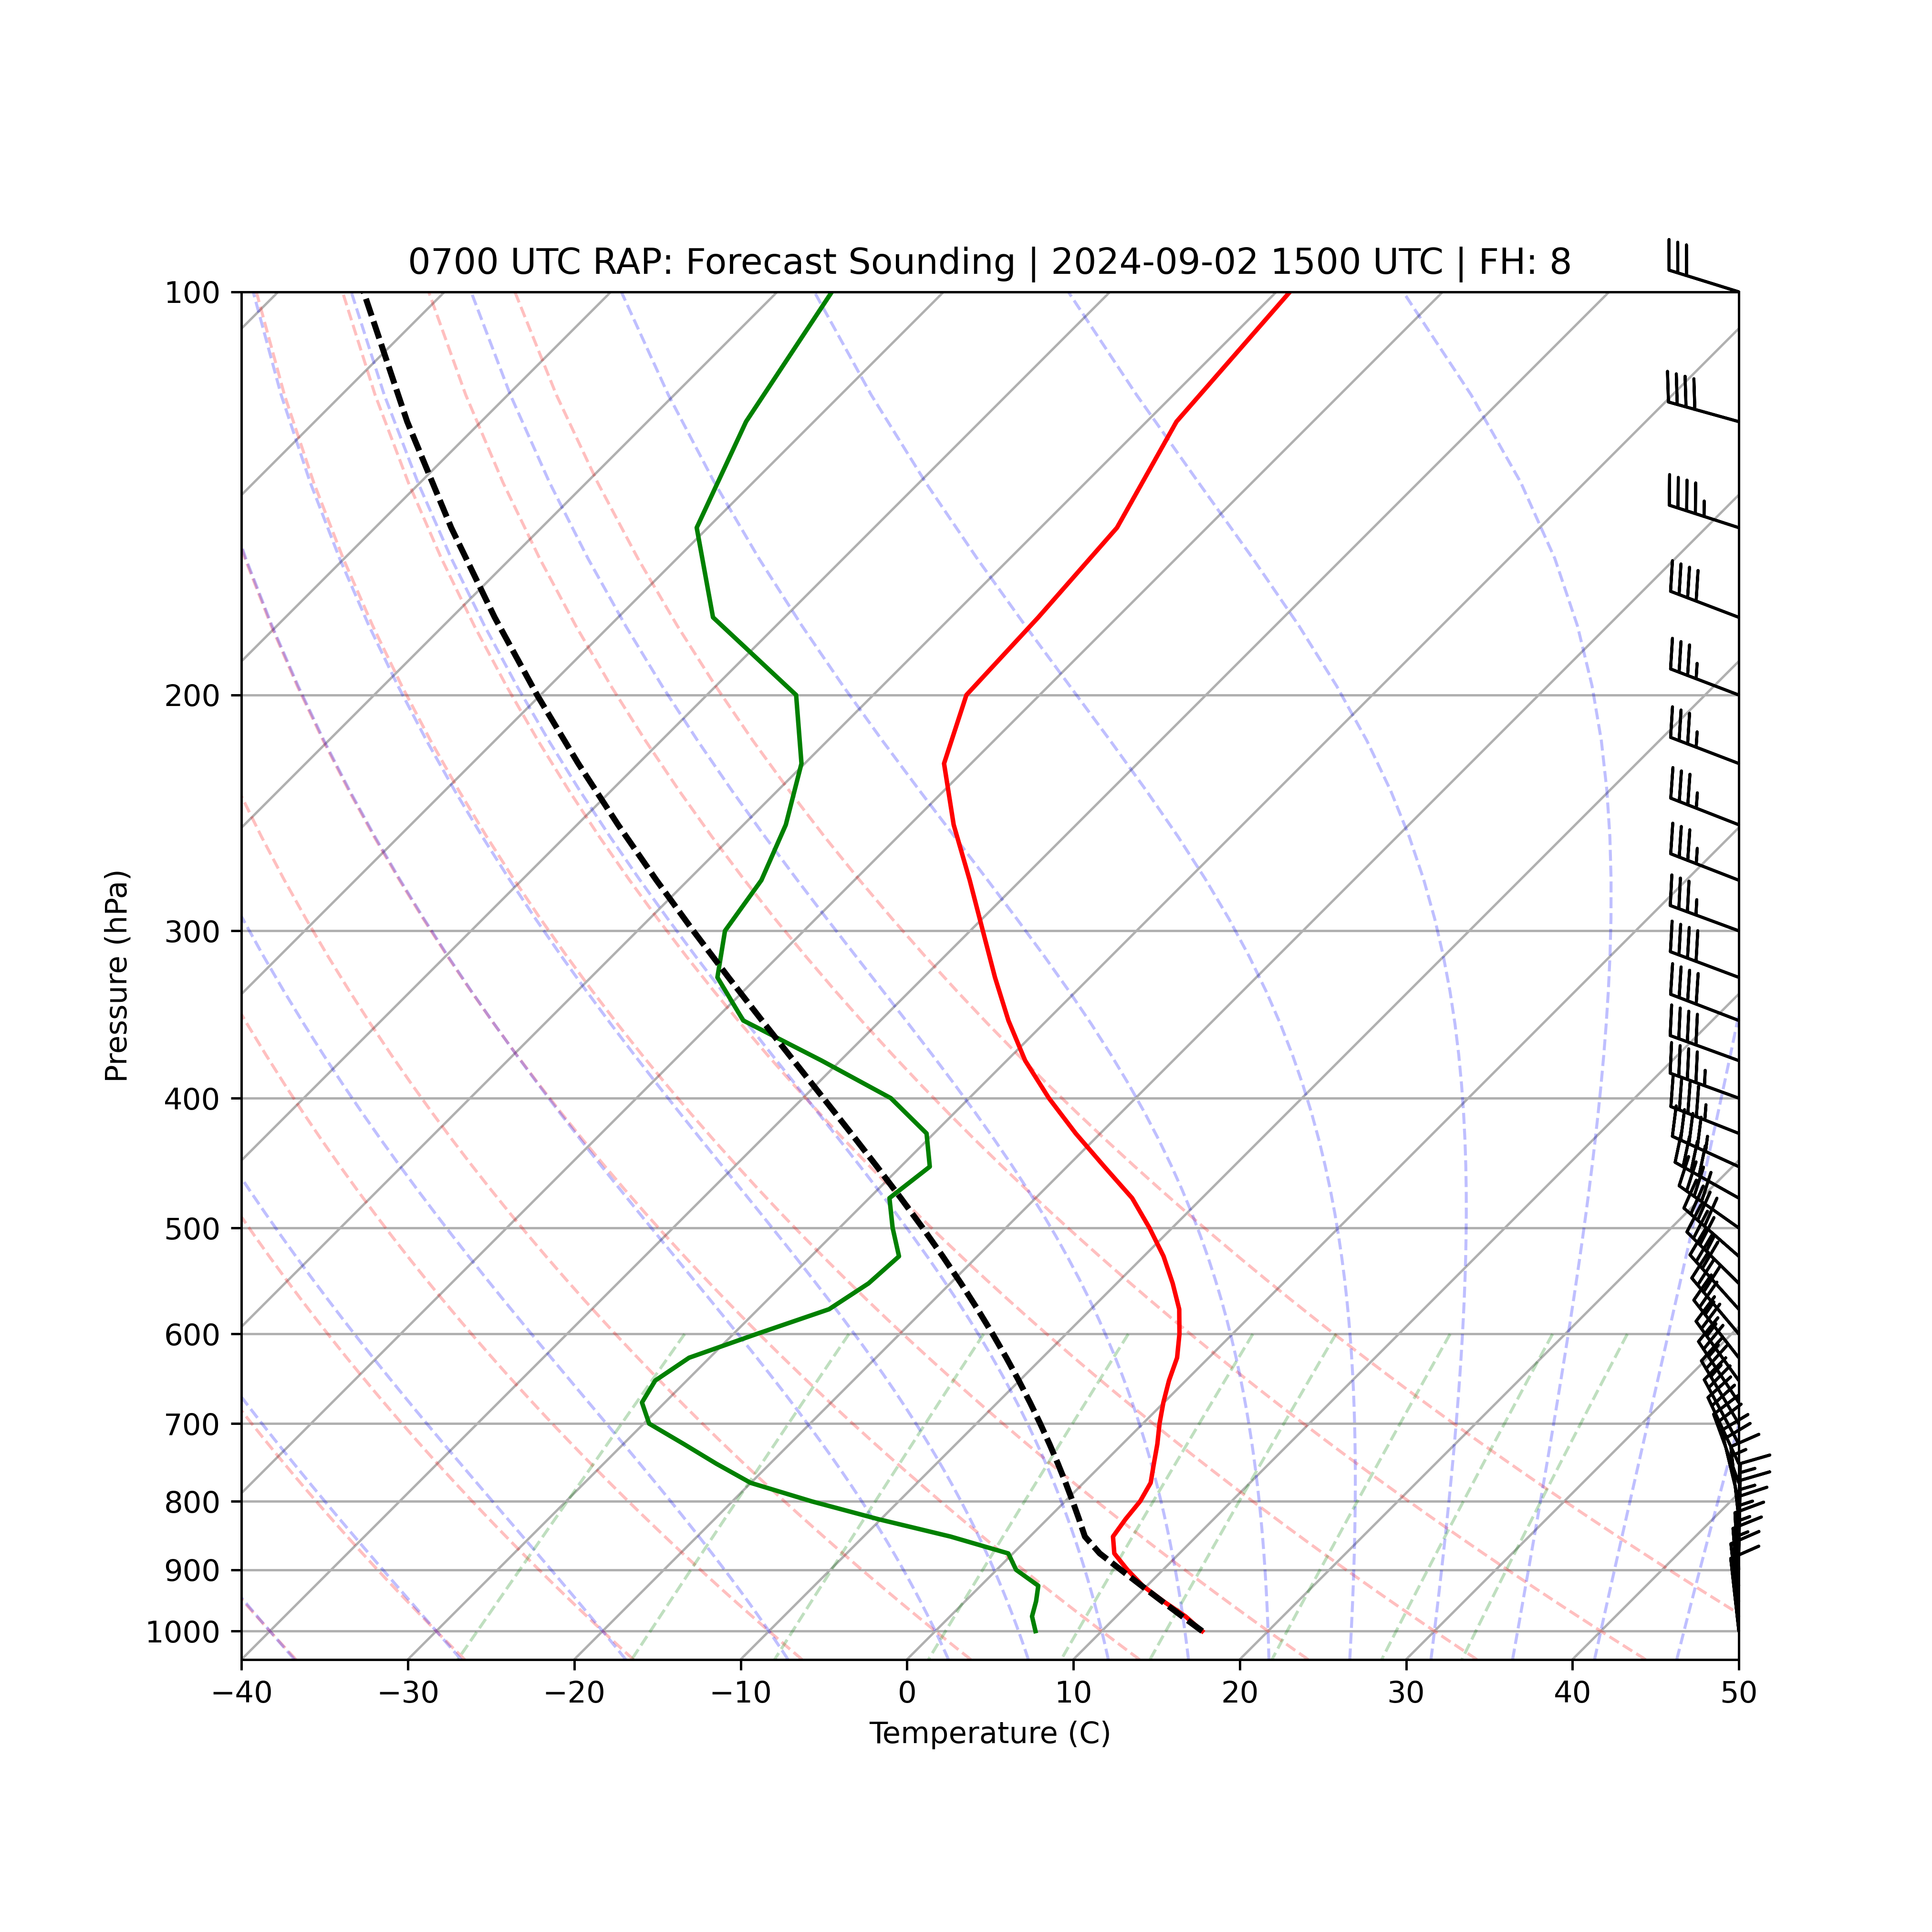 0700 UTC RAP: Forecast Sounding | 2024-09-02 1500 UTC | FH: 8
100
200
300
400
500
600
700
800
900
1000
Pressure (hPa)
−40 −30 −20 −10 0 10 20 30 40 50
Temperature (C)